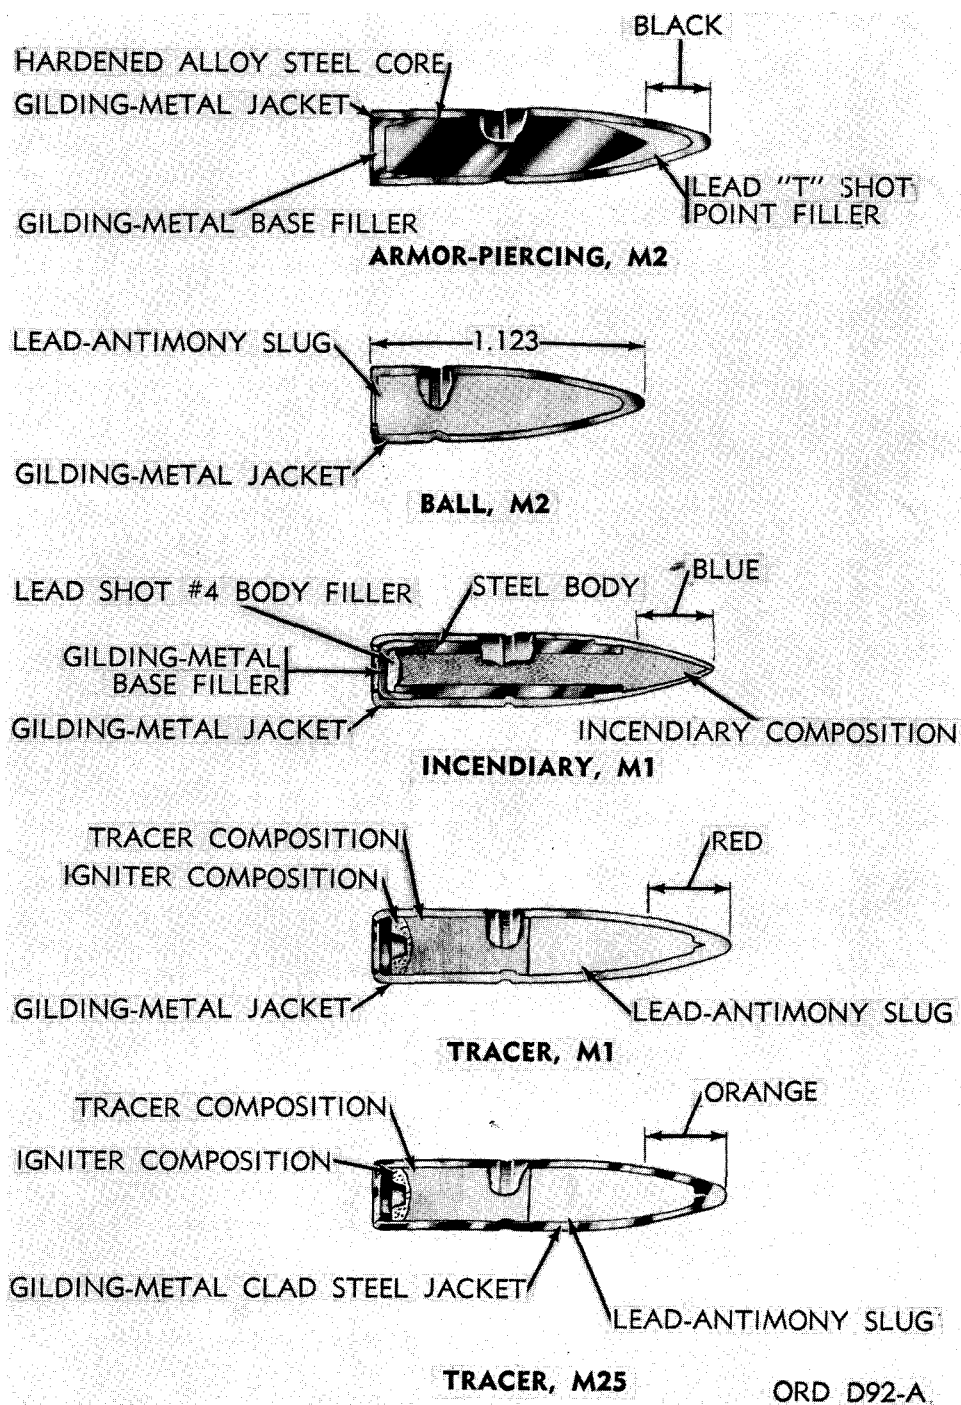 BLACK
HARDENED ALLOY STEEL CORE
GILDING-METAL JACKET
LEAD "T" SHOT
POINT FILLER
GILDING-METAL BASE FILLER
ARMOR-PIERCING, M2
LEAD-ANTIMONY SLUG
1.123
GILDING-METAL JACKET
BALL, M2
BLUE
LEAD SHOT #4 BODY FILLER
STEEL BODY
GILDING-METAL
BASE FILLER
GILDING-METAL JACKET
INCENDIARY COMPOSITION
INCENDIARY, M1
TRACER COMPOSITION
RED
IGNITER COMPOSITION
GILDING-METAL JACKET
LEAD-ANTIMONY SLUG
TRACER, M1
ORANGE
TRACER COMPOSITION
IGNITER COMPOSITION
GILDING-METAL CLAD STEEL JACKET
LEAD-ANTIMONY SLUG
TRACER, M25
ORD D92-A